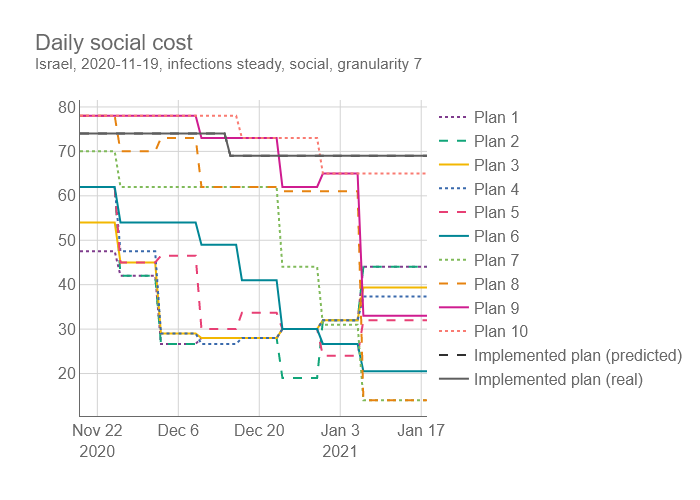 Daily social cost
Israel, 2020-11-19, infections steady, social, granularity 7
80
70
60
50
40
30
20
Nov 22
2020
Dec 6
Dec 20
Jan 3
2021
Jan 17
Plan 1
Plan 2
Plan 3
Plan 4
Plan 5
Plan 6
Plan 7
Plan 8
Plan 9
Plan 10
Implemented plan (predicted)
Implemented plan (real)